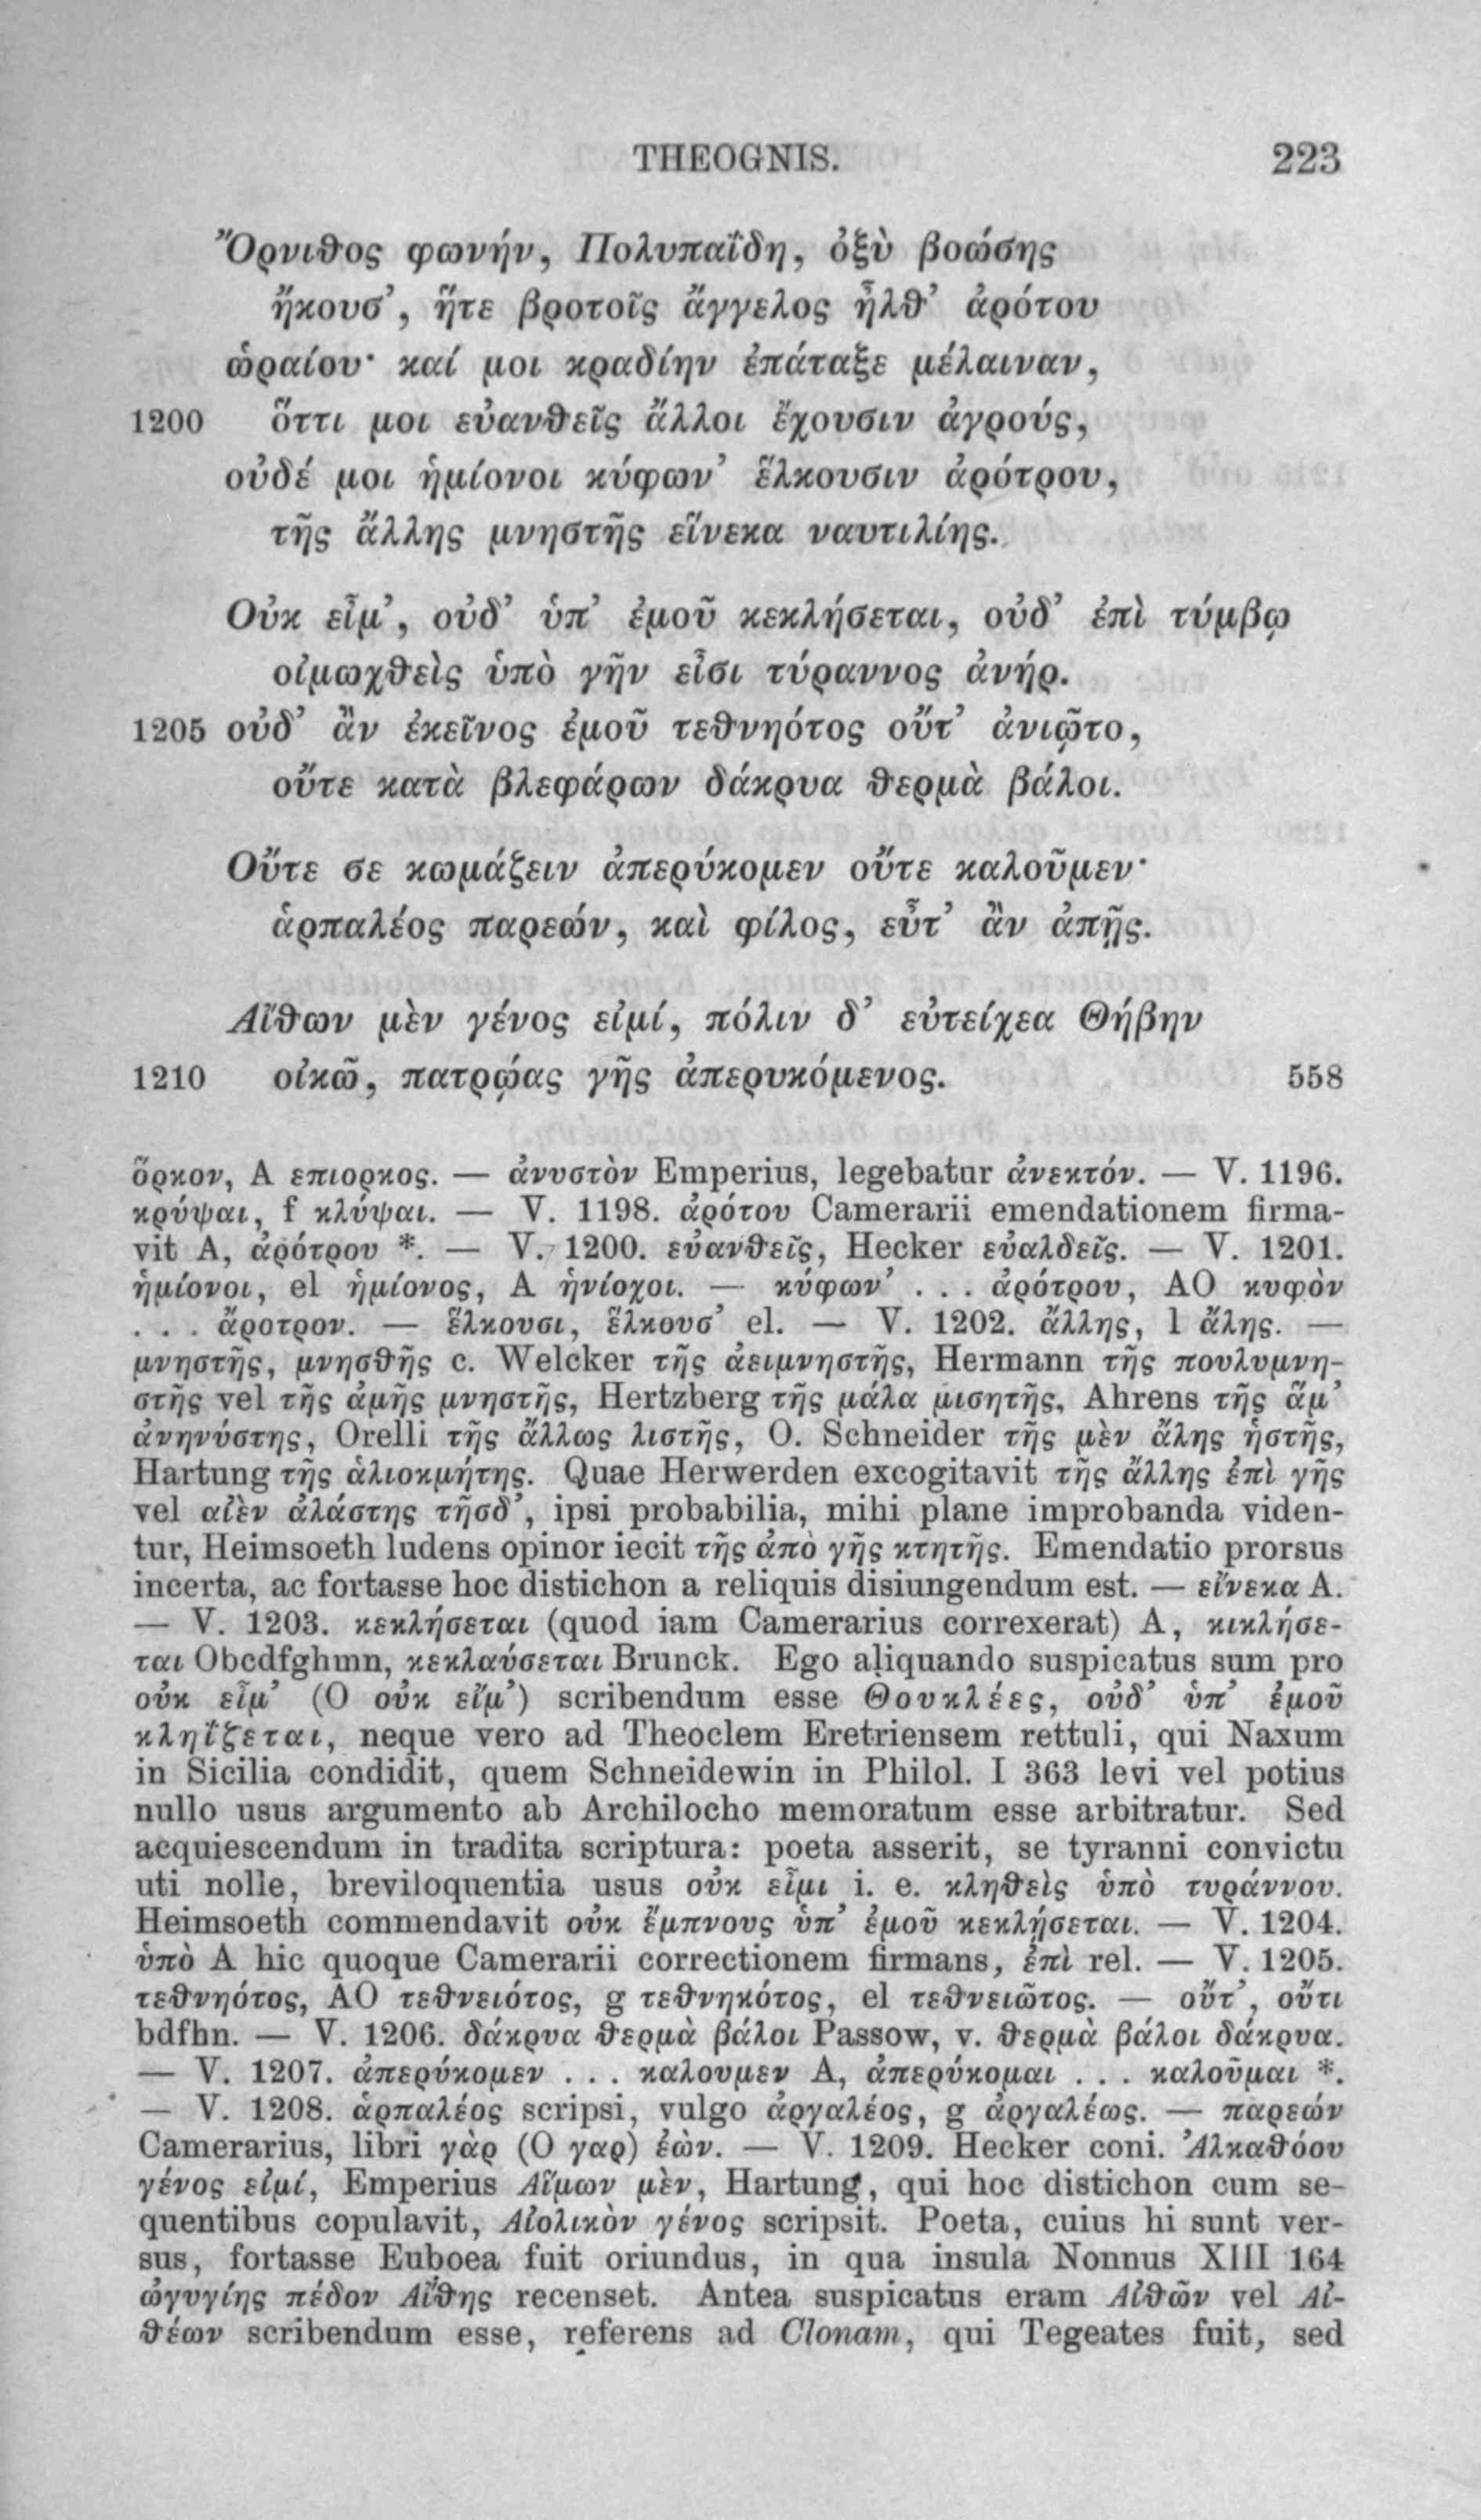 THEOGNIS. 223
Ὄρνιθος φωνήν, Πολυπαΐδη, ὀξὺ βοώσης
ἤκουσ’, ἥτε βροτοῖς ἄγγελος ἦλθ’ ἀρότου
ὡραίου· καί μοι κραδίην ἐπάταξε μέλαιναν,
1200 ὅττι μοι εὐανθεῖς ἄλλοι ἔχουσιν ἀγρούς,
οὐδέ μοι ἡμίονοι κύφων’ ἕλκουσιν ἀρότρου,
τῆς ἄλλης μνηστῆς εἵνεκα ναυτιλίης.
Οὐκ εἶμ’, οὐδ’ ὑπ’ ἐμοῦ κεκλήσεται, οὐδ’ ἐπὶ τύμβῳ
οἰμωχθεὶς ὑπὸ γῆν εἶσι τύραννος ἀνήρ.
1205 οὐδ’ ἂν ἐκεῖνος ἐμοῦ τεθνηότος οὔτ’ ἀνιῷτο,
οὔτε κατὰ βλεφάρων δάκρυα θερμὰ βάλοι.
Οὔτε σε κωμάζειν ἀπερύκομεν οὔτε καλοῦμεν·
ἁρπαλέος παρεών, καὶ φίλος, εὖτ’ ἂν ἀπῇς.
Αἴθων μὲν γένος εἰμί, πόλιν δ’ εὐτείχεα Θήβην
1210 οἰκῶ, πατρῴας γῆς ἀπερυκόμενος. 558
ὅρκον, A επιορκος. — ἀνυστὸν Emperius, legebatur ἀνεκτόν. — V. 1196.
κρύψαι, f κλύψαι. — V. 1198. ἀρότου Camerarii emendationem firma-
vit A, ἀρότρου *. — V. 1200. εὐανθεῖς, Hecker εὐαλδεῖς. — V. 1201.
ἡμίονοι, el ἡμίονος, A ἡνίοχοι. — κύφων’ . . . ἀρότρου, AO κυφὸν
. . . ἄροτρον. — ἕλκουσι, ἕλκουσ’ el. — V. 1202. ἄλλης, l ἄλης. —
μνηστῆς, μνησθῆς c. Welcker τῆς ἀειμνηστῆς, Hermann τῆς πουλυμνη-
στῆς vel τῆς ἁμῆς μνηστῆς, Hertzberg τῆς μάλα μισητῆς, Ahrens τῆς ἅμ’
ἀνηνύστης, Orelli τῆς ἄλλως λιστῆς, O. Schneider τῆς μὲν ἄλης ᾑστῆς,
Hartung τῆς ἁλιοκμήτης. Quae Herwerden excogitavit τῆς ἄλλης ἐπὶ γῆς
vel αἰὲν ἀλάστης τῆσδ’, ipsi probabilia, mihi plane improbanda viden-
tur, Heimsoeth ludens opinor iecit τῆς ἀπὸ γῆς κτητῆς. Emendatio prorsus
incerta, ac fortasse hoc distichon a reliquis disiungendum est. — εἵνεκα A.
— V. 1203. κεκλήσεται (quod iam Camerarius correxerat) A, κικλήσε-
ται Obcdfghmn, κεκλαύσεται Brunck. Ego aliquando suspicatus sum pro
οὐκ εἶμ’ (O οὐκ εἴμ’) scribendum esse Θουκλέες, οὐδ’ ὑπ’ ἐμοῦ
κληΐζεται, neque vero ad Theoclem Eretriensem rettuli, qui Naxum
in Sicilia condidit, quem Schneidewin in Philol. I 363 levi vel potius
nullo usus argumento ab Archilocho memoratum esse arbitratur. Sed
acquiescendum in tradita scriptura: poeta asserit, se tyranni convictu
uti nolle, breviloquentia usus οὐκ εἶμι i. e. κληθεὶς ὑπὸ τυράννου.
Heimsoeth commendavit οὐκ ἔμπνους ὑπ’ ἐμοῦ κεκλήσεται. — V. 1204.
ὑπὸ A hic quoque Camerarii correctionem firmans, ἐπὶ rel. — V. 1205.
τεθνηότος, AO τεθνειότος, g τεθνηκότος, el τεθνειῶτος. — οὔτ’, οὔτι
bdfhn. — V. 1206. δάκρυα θερμὰ βάλοι Passow, v. θερμὰ βάλοι δάκρυα.
— V. 1207. ἀπερύκομεν . . . καλουμεν A, ἀπερύκομαι . . . καλοῦμαι *.
— V. 1208. ἁρπαλέος scripsi, vulgo ἀργαλέος, g ἀργαλέως. — παρεών
Camerarius, libri γὰρ (O γαρ) ἐὼν. — V. 1209. Hecker coni. Ἀλκαθόου
γένος εἰμί, Emperius Αἵμων μὲν, Hartung, qui hoc distichon cum se-
quentibus copulavit, Αἰολικὸν γένος scripsit. Poeta, cuius hi sunt ver-
sus, fortasse Euboea fuit oriundus, in qua insula Nonnus XIII 164
ὠγυγίης πέδον Αἴθης recenset. Antea suspicatus eram Αἰθῶν vel Αἰ-
θέων scribendum esse, referens ad Clonam, qui Tegeates fuit, sed